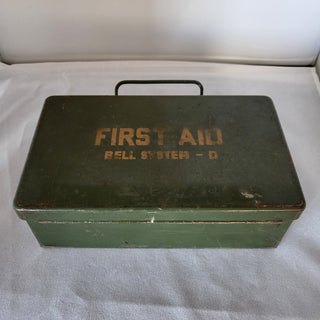 FIRST AID
BELL SYSTEM - D